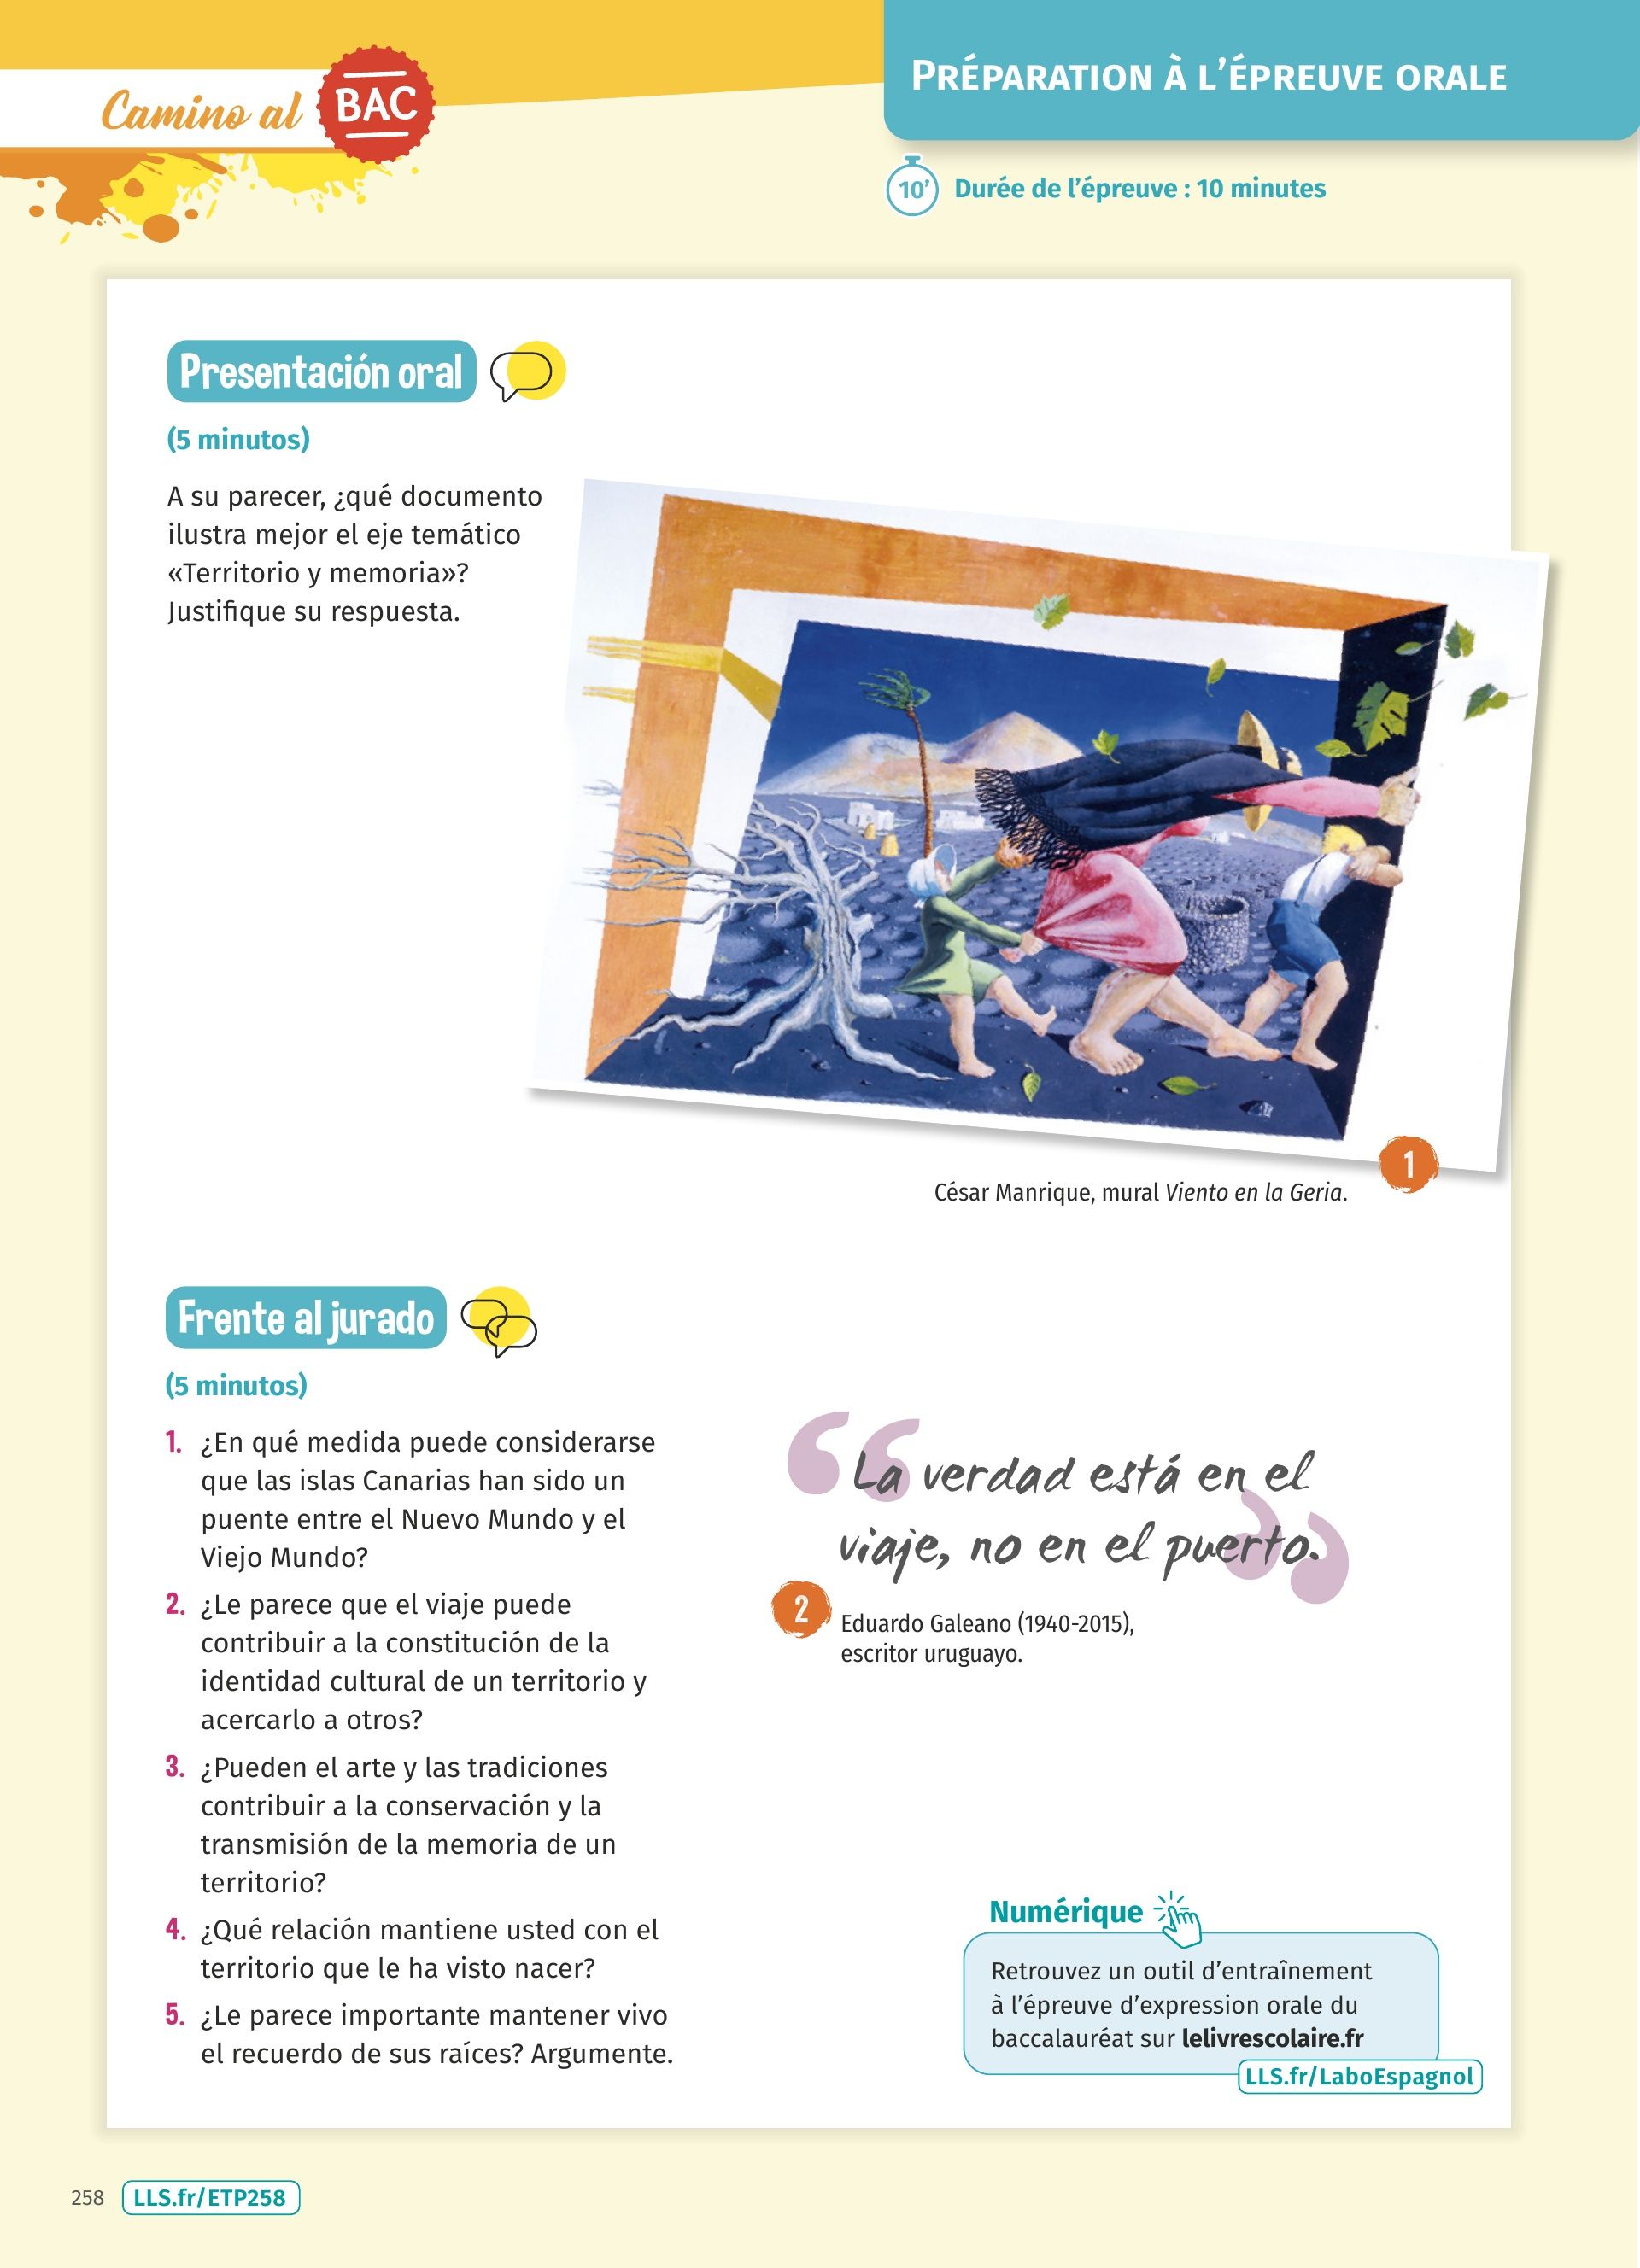 Camino al BAC
PRÉPARATION À L'ÉPREUVE ORALE
10' Durée de l'épreuve : 10 minutes
Presentación oral
(5 minutos)
A su parecer, ¿qué documento
ilustra mejor el eje temático
«Territorio y memoria»?
Justifique su respuesta.
1
César Manrique, mural Viento en la Geria.
Frente al jurado
(5 minutos)
1. ¿En qué medida puede considerarse
que las islas Canarias han sido un
puente entre el Nuevo Mundo y el
Viejo Mundo?
2. ¿Le parece que el viaje puede
contribuir a la constitución de la
identidad cultural de un territorio y
acercarlo a otros?
3. ¿Pueden el arte y las tradiciones
contribuir a la conservación y la
transmisión de la memoria de un
territorio?
4. ¿Qué relación mantiene usted con el
territorio que le ha visto nacer?
5. ¿Le parece importante mantener vivo
el recuerdo de sus raíces? Argumente.
“La verdad está en el
viaje, no en el puerto.”
2
Eduardo Galeano (1940-2015),
escritor uruguayo.
Numérique
Retrouvez un outil d'entraînement
à l'épreuve d'expression orale du
baccalauréat sur lelivrescolaire.fr
LLS.fr/LaboEspagnol
258 LLS.fr/ETP258